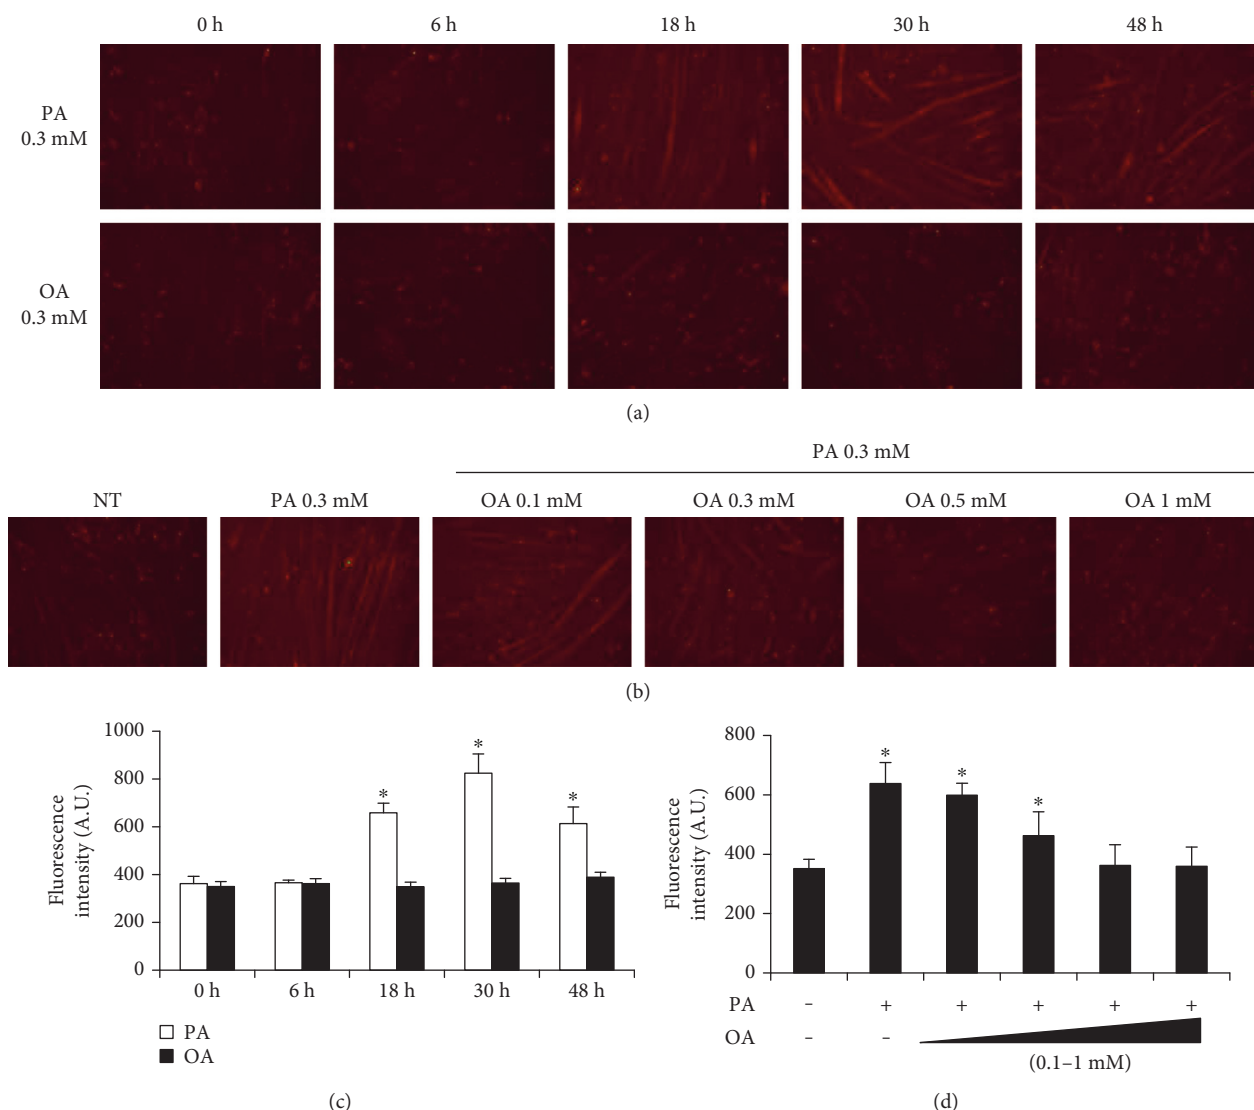 0 h 6 h 18 h 30 h 48 h
PA
0.3 mM
OA
0.3 mM
(a)
PA 0.3 mM
NT PA 0.3 mM OA 0.1 mM OA 0.3 mM OA 0.5 mM OA 1 mM
(b)
Fluorescence
intensity (A.U.)
1000
800
600
400
200
0
* * *
0 h 6 h 18 h 30 h 48 h
PA
OA
(c)
Fluorescence
intensity (A.U.)
800
600
400
200
0
* * *
PA - + + + + +
OA - -
(0.1–1 mM)
(d)